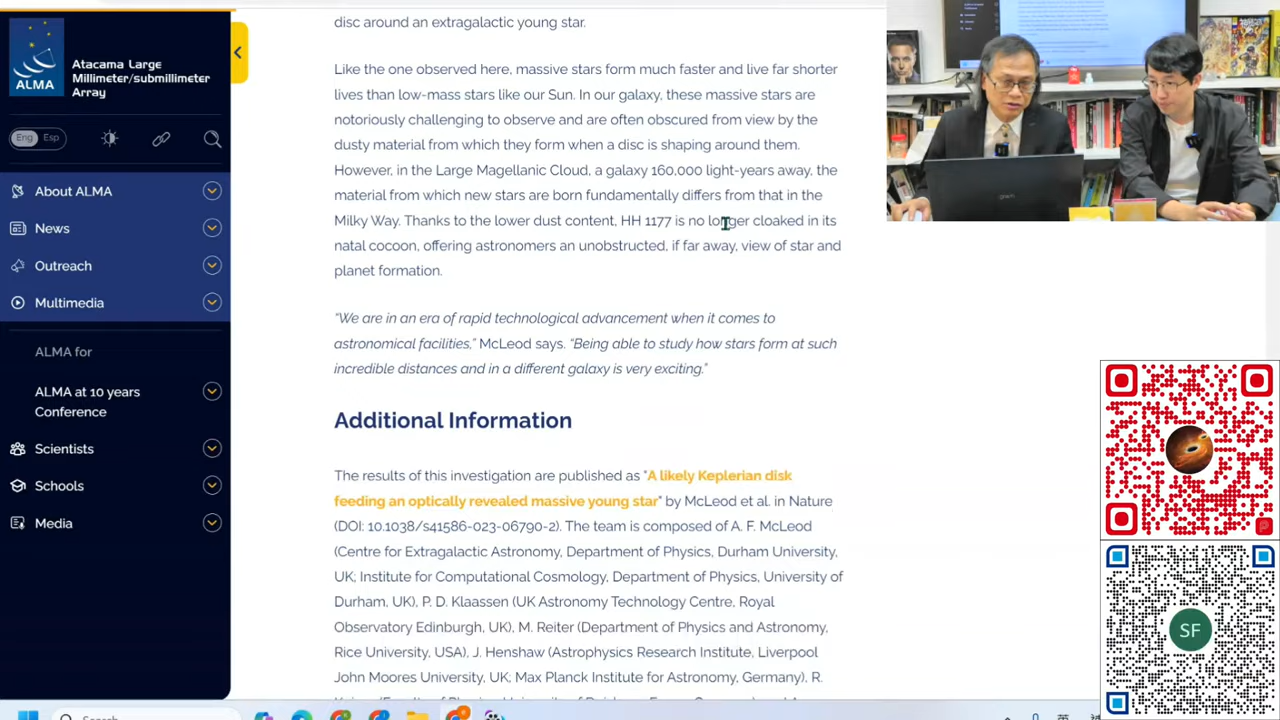 ALMA
Atacama Large
Millimeter/submillimeter
Array
Eng Esp
About ALMA
News
Outreach
Multimedia
ALMA for
ALMA at 10 years
Conference
Scientists
Schools
Media
an extragalactic young star.
observed here, massive stars form much faster and live far shorter
lives than low-mass stars like our Sun. In our galaxy, these massive stars are
notoriously challenging to observe and are often obscured from view by the
dusty material from which they form when a disc is shaping around them.
However, in the Large Magellanic Cloud, a galaxy 160,000 light-years away, the
material from which new stars are born fundamentally differs from that in the
Milky Way. Thanks to the lower dust content, HH 1177 is no longer cloaked in its
natal cocoon, offering astronomers an unobstructed, if far away, view of star and
planet formation.
"We are in an era of rapid technological advancement when it comes to
astronomical facilities," McLeod says. "Being able to study how stars form at such
incredible distances and in a different galaxy is very exciting."
Additional Information
The results of this investigation are published as "A likely Keplerian disk
feeding an optically revealed massive young star" by McLeod et al. in Nature
(DOI: The team is composed of A. F. McLeod
(Centre for Extragalactic Astronomy, Department of Physics, Durham University,
UK; Institute for Computational Cosmology, Department of Physics, University of
Durham, UK), P. D. Klaassen (UK Astronomy Technology Centre, Royal
Observatory Edinburgh, UK), M. Reiter (Department of Physics and Astronomy,
Rice University, USA), J. Henshaw (Astrophysics Research Institute, Liverpool
John Moores University, UK; Max Planck Institute for Astronomy, Germany), R.
SF
Search